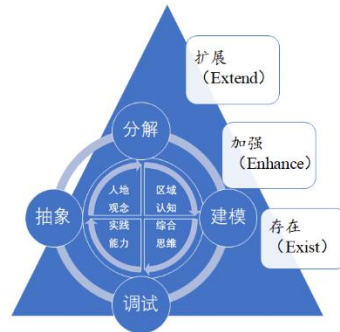 扩展
（Extend）
加强
（Enhance）
存在
（Exist）
分解
抽象
建模
调试
人地
观念
区域
认知
实践
能力
综合
思维